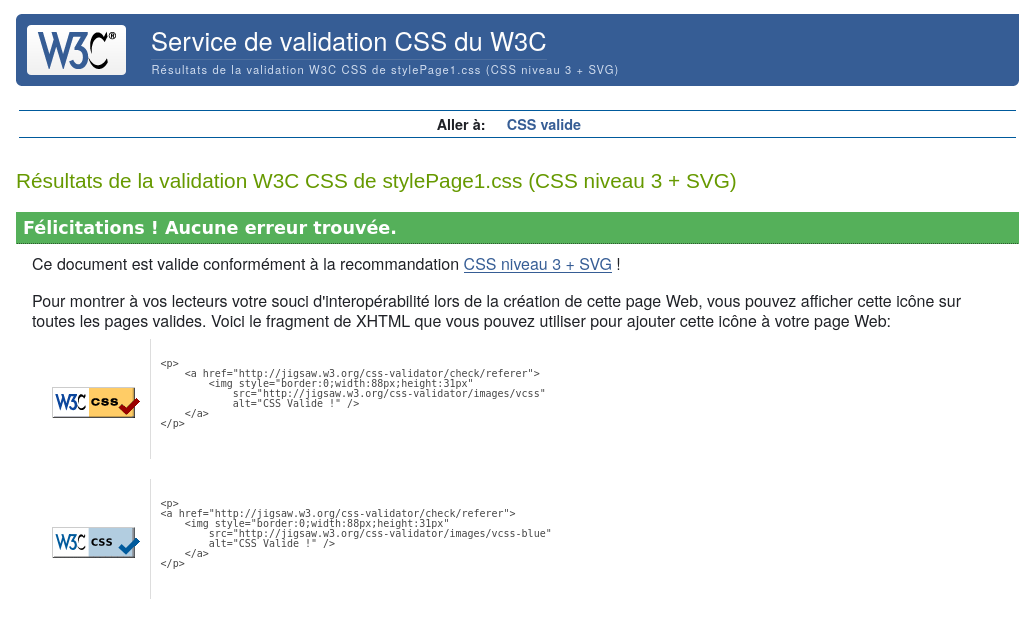 W3C®
Service de validation CSS du W3C
Résultats de la validation W3C CSS de stylePage1.css (CSS niveau 3 + SVG)
Aller à: CSS valide
Résultats de la validation W3C CSS de stylePage1.css (CSS niveau 3 + SVG)
Félicitations ! Aucune erreur trouvée.
Ce document est valide conformément à la recommandation CSS niveau 3 + SVG !
Pour montrer à vos lecteurs votre souci d'interopérabilité lors de la création de cette page Web, vous pouvez afficher cette icône sur
toutes les pages valides. Voici le fragment de XHTML que vous pouvez utiliser pour ajouter cette icône à votre page Web:
W3C css
<p>
    <a href="http://jigsaw.w3.org/css-validator/check/referer">
        <img style="border:0;width:88px;height:31px"
            src="http://jigsaw.w3.org/css-validator/images/vcss"
            alt="CSS Valide !" />
    </a>
</p>
W3C css
<p>
<a href="http://jigsaw.w3.org/css-validator/check/referer">
    <img style="border:0;width:88px;height:31px"
        src="http://jigsaw.w3.org/css-validator/images/vcss-blue"
        alt="CSS Valide !" />
    </a>
</p>